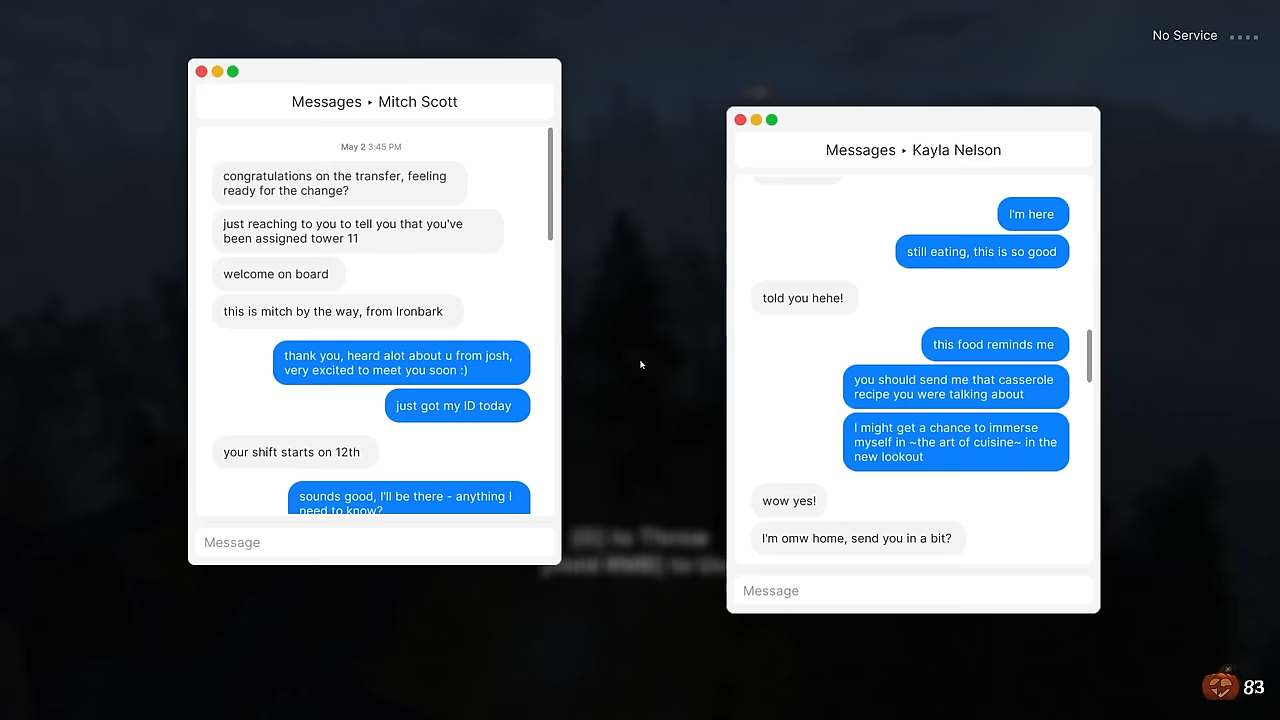 No Service
Messages ▸ Mitch Scott
May 2 3:45 PM
congratulations on the transfer, feeling
ready for the change?
just reaching to you to tell you that you've
been assigned tower 11
welcome on board
this is mitch by the way, from Ironbark
thank you, heard alot about u from josh,
very excited to meet you soon :)
just got my ID today
your shift starts on 12th
sounds good, I'll be there - anything I
need to know?
Message
Messages ▸ Kayla Nelson
I'm here
still eating, this is so good
told you hehe!
this food reminds me
you should send me that casserole
recipe you were talking about
I might get a chance to immerse
myself in ~the art of cuisine~ in the
new lookout
wow yes!
I'm omw home, send you in a bit?
Message
to Throw
to
83